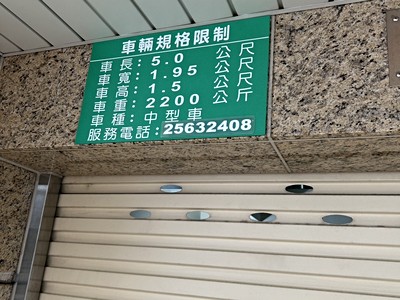 車輛規格限制
車長:5.0 公尺
車寬:1.95 公尺
車高:1.5 公尺
車重:2200 公斤
車種:中型車
服務電話:25632408